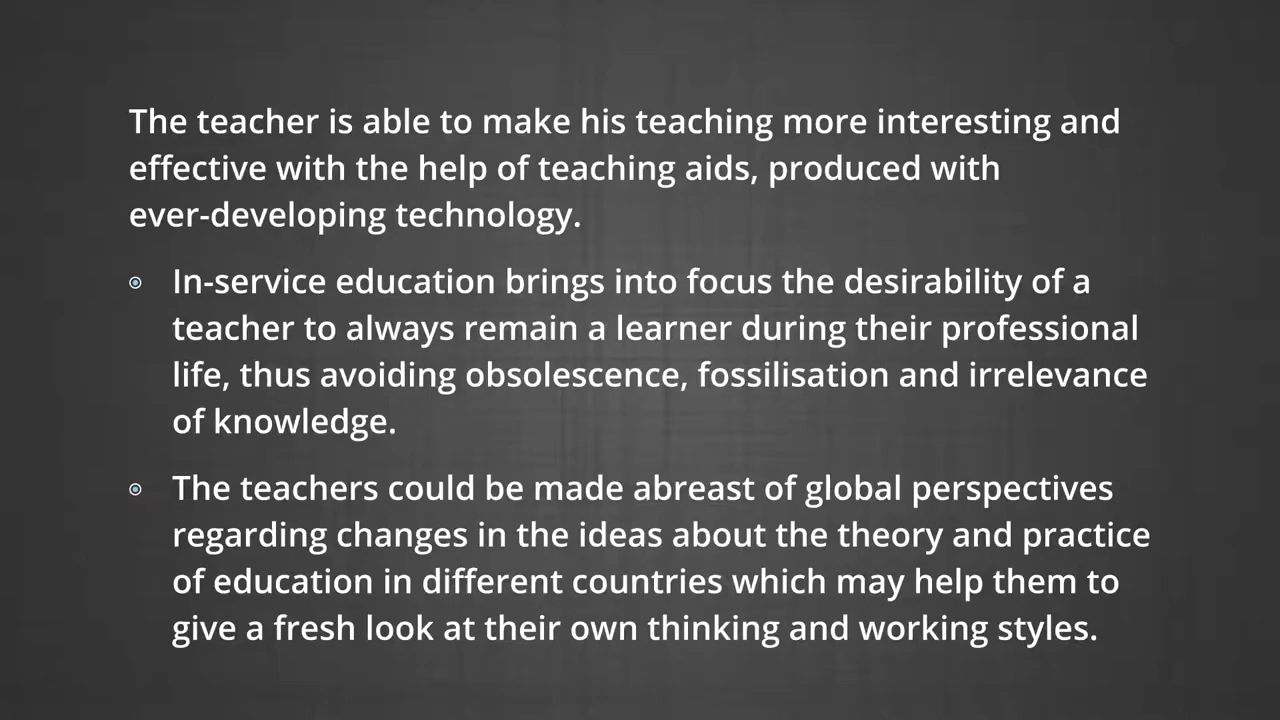 The teacher is able to make his teaching more interesting and
effective with the help of teaching aids, produced with
ever-developing technology.
In-service education brings into focus the desirability of a
teacher to always remain a learner during their professional
life, thus avoiding obsolescence, fossilisation and irrelevance
of knowledge.
The teachers could be made abreast of global perspectives
regarding changes in the ideas about the theory and practice
of education in different countries which may help them to
give a fresh look at their own thinking and working styles.